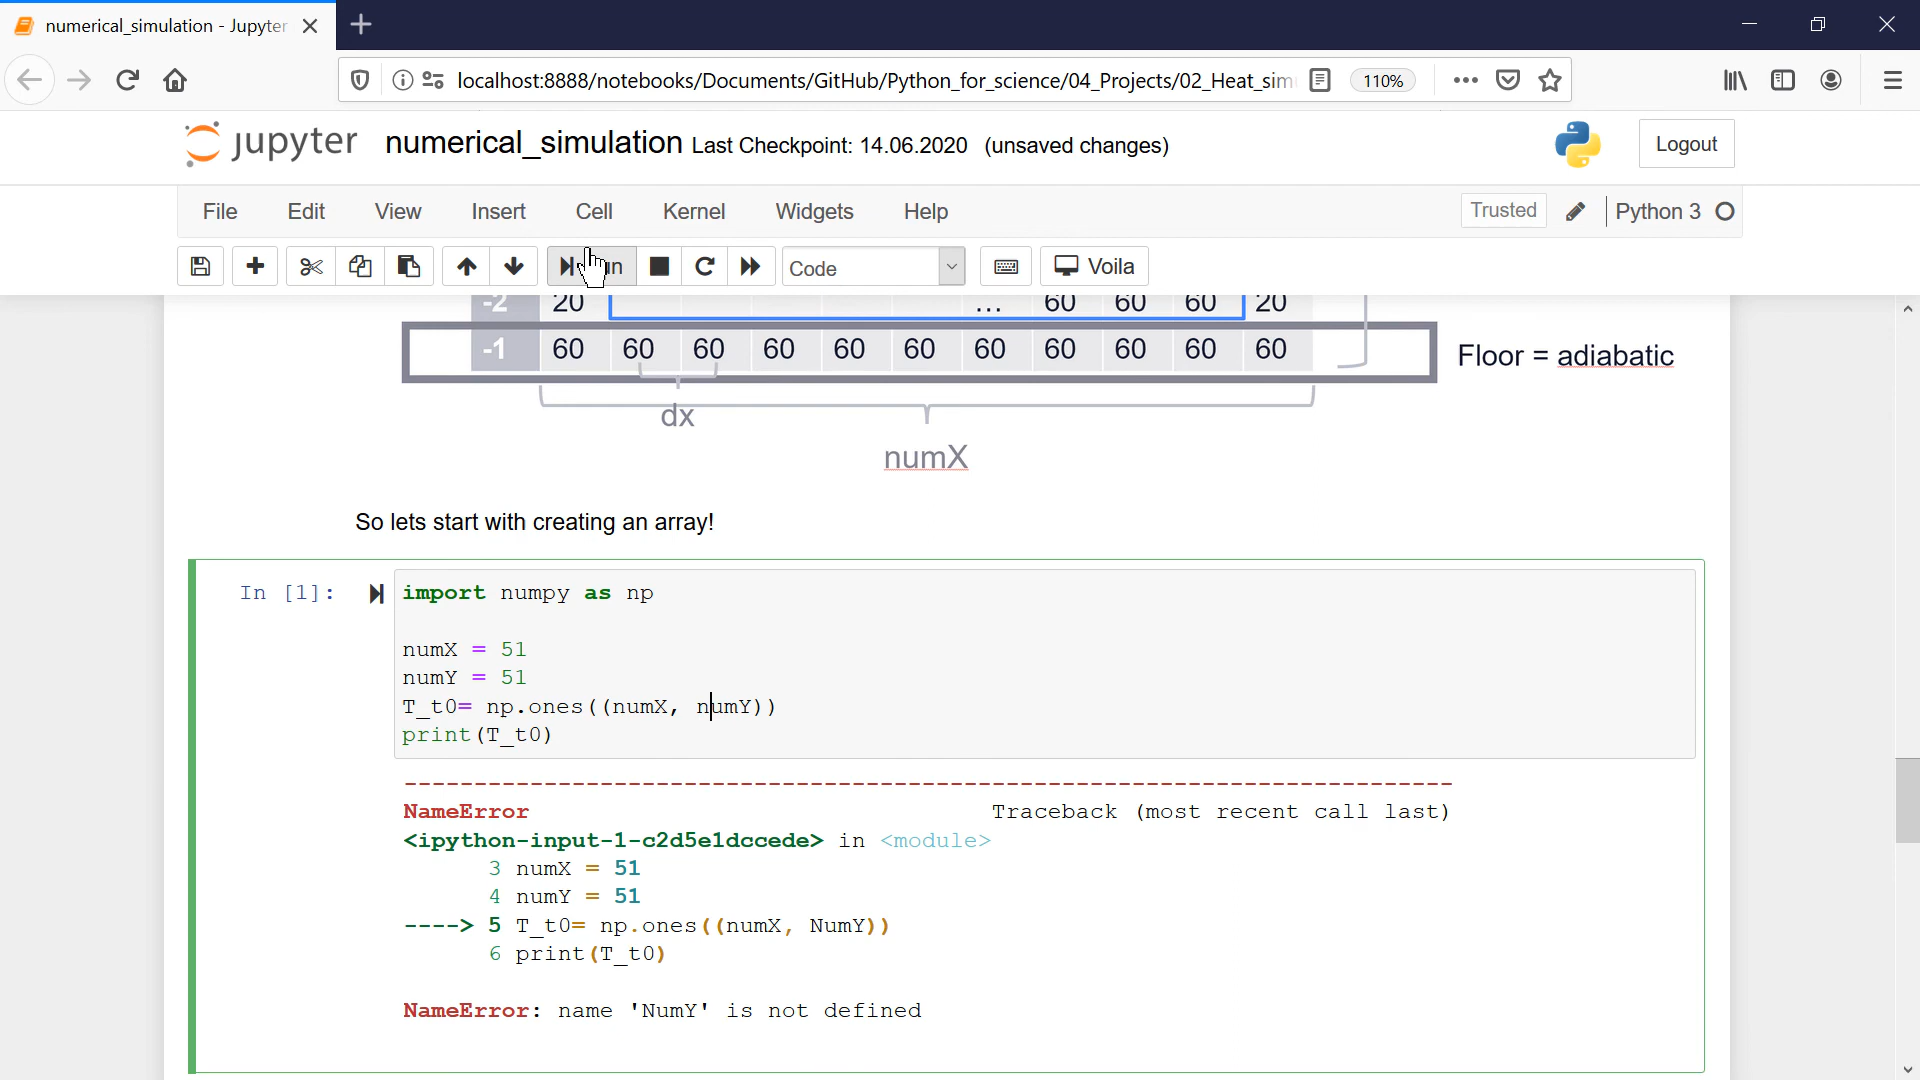 numerical_simulation - Jupyter
localhost:8888/notebooks/Documents/GitHub/Python_for_science/04_Projects/02_Heat_sim
110%
jupyter numerical_simulation Last Checkpoint: 14.06.2020 (unsaved changes)
Logout
File Edit View Insert Cell Kernel Widgets Help
Trusted
Python 3
Code
Voila
-2 20 ... 60 60 60 20
-1 60 60 60 60 60 60 60 60 60 60 60
Floor = adiabatic
dx
numX
So lets start with creating an array!
In [1]:
import numpy as np
numX = 51
numY = 51
T_t0= np.ones((numX, numY))
print(T_t0)
---------------------------------------------------------------------------
NameError Traceback (most recent call last)
<ipython-input-1-c2d5e1dccede> in <module>
3 numX = 51
4 numY = 51
----> 5 T_t0= np.ones((numX, NumY))
6 print(T_t0)
NameError: name 'NumY' is not defined